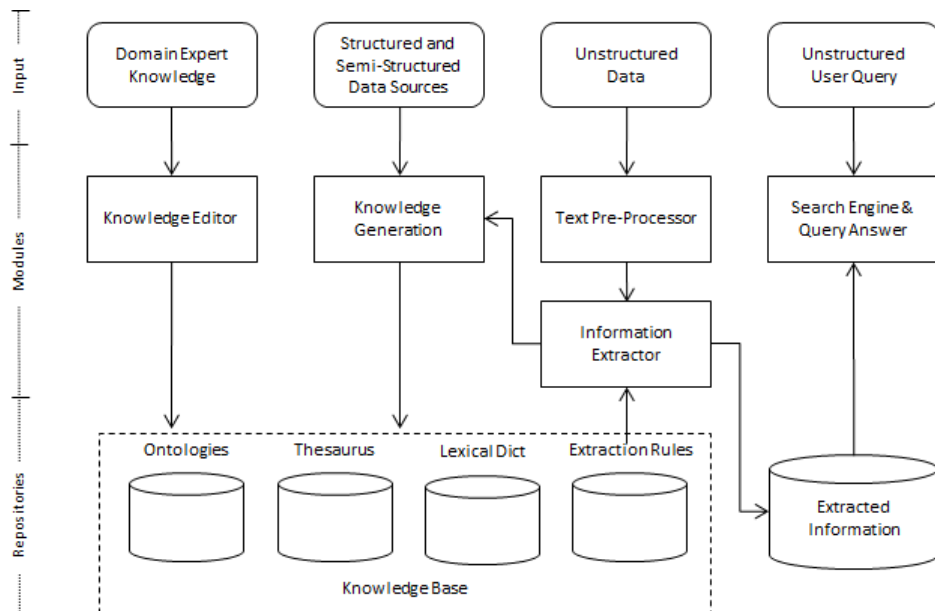 Input
Domain Expert
Knowledge
Structured and
Semi-Structured
Data Sources
Unstructured
Data
Unstructured
User Query
Modules
Knowledge Editor
Knowledge
Generation
Text Pre-Processor
Search Engine &
Query Answer
Information
Extractor
Repositories
Ontologies
Thesaurus
Lexical Dict
Extraction Rules
Extracted
Information
Knowledge Base